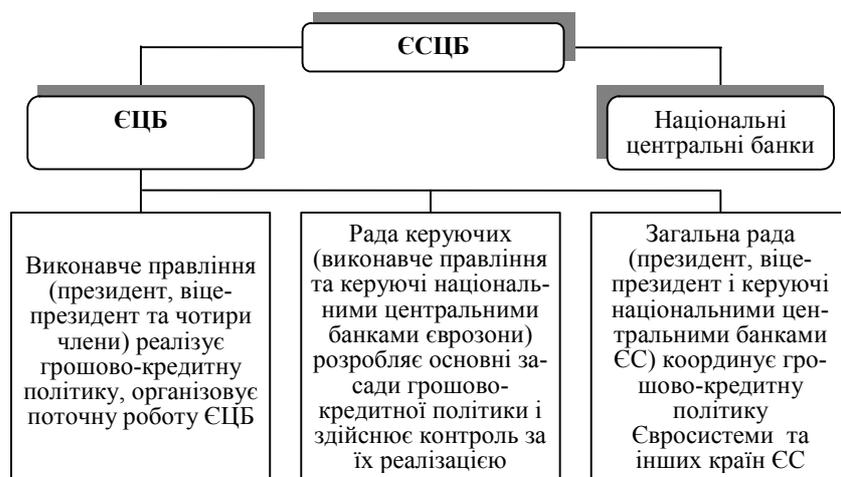 ЄСЦБ
ЄЦБ
Національні
центральні банки
Виконавче правління
(президент, віце-
президент та чотири
члени) реалізує
грошово-кредитну
політику, організовує
поточну роботу ЄЦБ
Рада керуючих
(виконавче правління
та керуючі національ-
ними центральними
банками єврозони)
розробляє основні за-
сади грошово-
кредитної політики і
здійснює контроль за
їх реалізацією
Загальна рада
(президент, віце-
президент і керуючі
національними цен-
тральними банками
ЄС) координує гро-
шово-кредитну
політику
Євросистеми та
інших країн ЄС